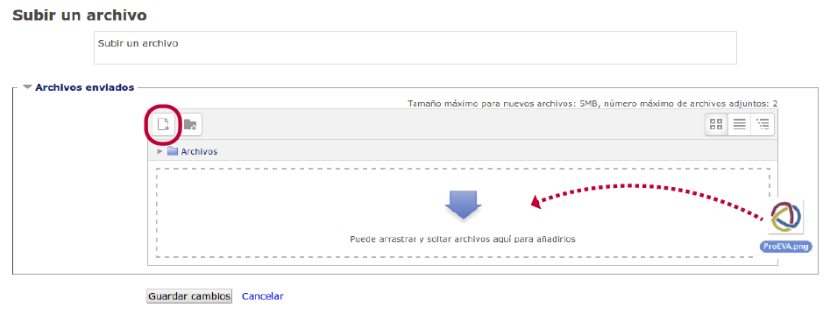 Subir un archivo
Subir un archivo
Archivos enviados
Tamaño máximo para nuevos archivos: 5MB, número máximo de archivos adjuntos: 2
Archivos
Puede arrastrar y soltar archivos aquí para añadirlos
ProEVA.png
Guardar cambios Cancelar